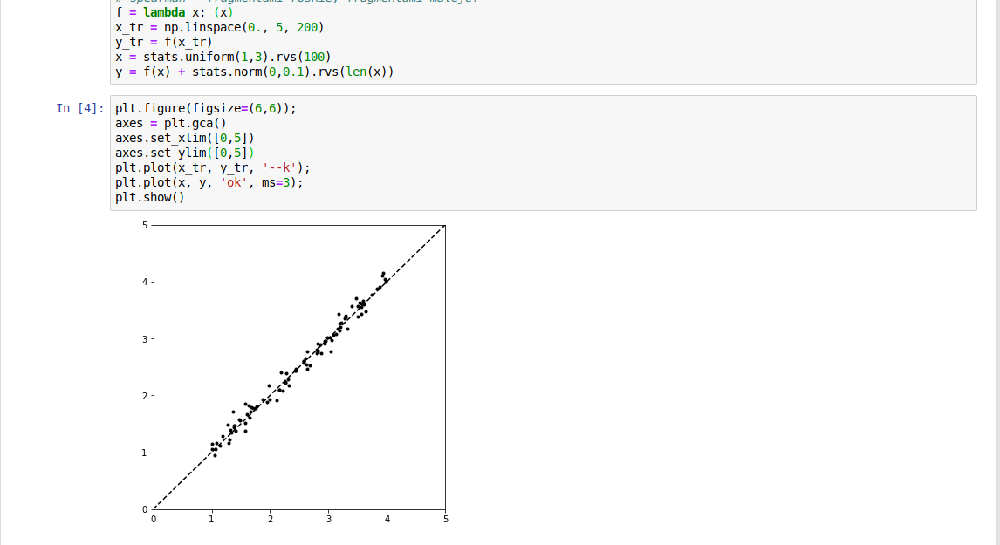 f = lambda x: (x)
x_tr = np.linspace(0., 5, 200)
y_tr = f(x_tr)
x = stats.uniform(1,3).rvs(100)
y = f(x) + stats.norm(0,0.1).rvs(len(x))
In [4]:
plt.figure(figsize=(6,6));
axes = plt.gca()
axes.set_xlim([0,5])
axes.set_ylim([0,5])
plt.plot(x_tr, y_tr, '--k');
plt.plot(x, y, 'ok', ms=3);
plt.show()
5
4
3
2
1
0
0 1 2 3 4 5